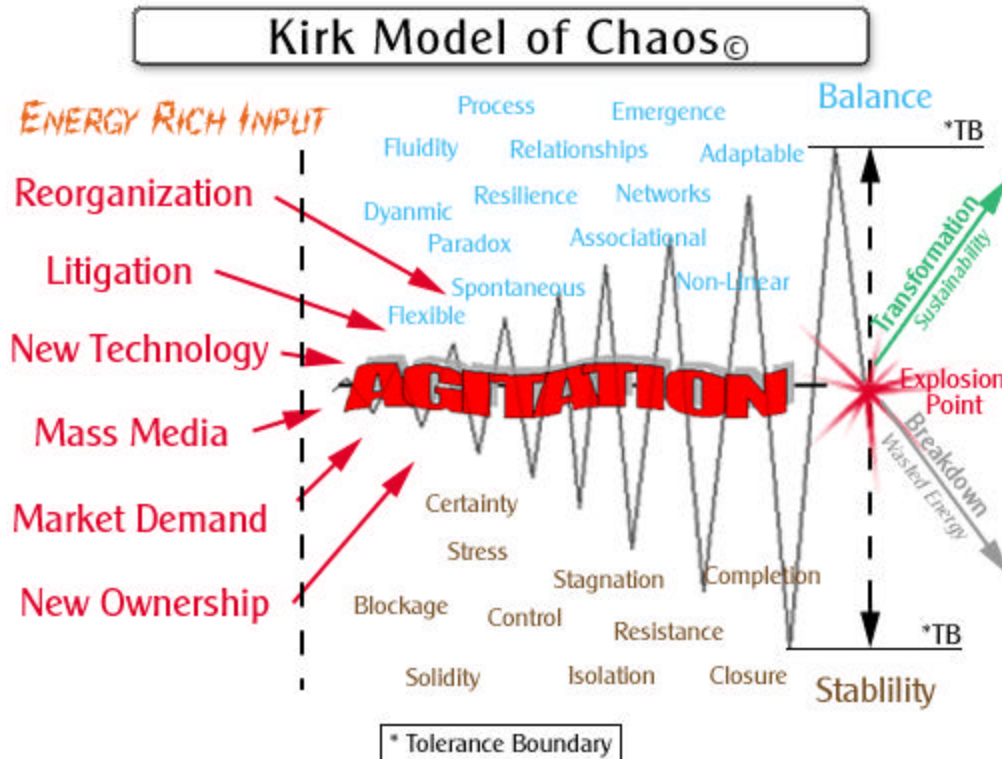 Kirk Model of Chaos©
ENERGY RICH INPUT
Reorganization
Litigation
New Technology
Mass Media
Market Demand
New Ownership
Process
Emergence
Balance
*TB
Fluidity
Relationships
Adaptable
Resilience
Networks
Dyanmic
Paradox
Associational
Spontaneous
Non-Linear
Flexible
AGITATION
Transformation
Sustainability
Explosion
Point
Breakdown
Wasted Energy
Certainty
Stress
Stagnation
Completion
Blockage
Control
Resistance
*TB
Solidity
Isolation
Closure
Stablility
* Tolerance Boundary